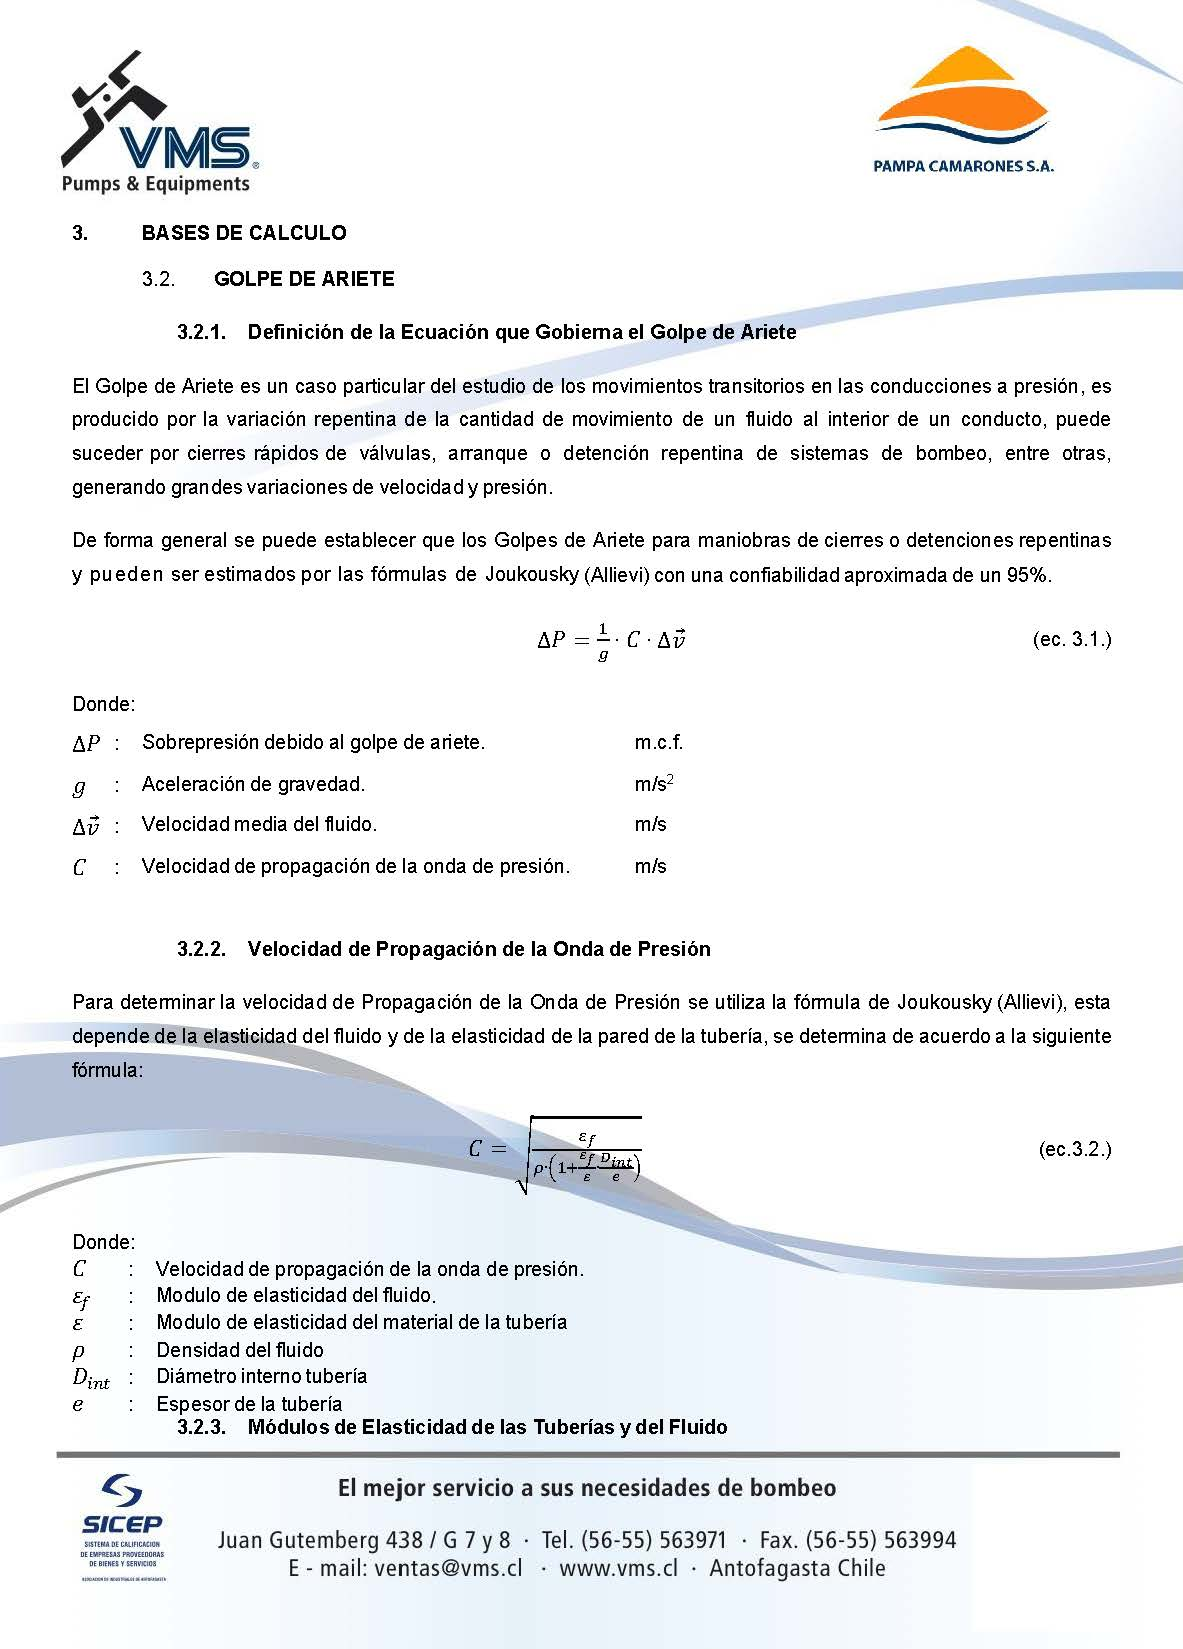 VMS®
Pumps & Equipments
PAMPA CAMARONES S.A.
3. BASES DE CALCULO
3.2. GOLPE DE ARIETE
3.2.1. Definición de la Ecuación que Gobierna el Golpe de Ariete
El Golpe de Ariete es un caso particular del estudio de los movimientos transitorios en las conducciones a presión, es
producido por la variación repentina de la cantidad de movimiento de un fluido al interior de un conducto, puede
suceder por cierres rápidos de válvulas, arranque o detención repentina de sistemas de bombeo, entre otras,
generando grandes variaciones de velocidad y presión.
De forma general se puede establecer que los Golpes de Ariete para maniobras de cierres o detenciones repentinas
y pueden ser estimados por las fórmulas de Joukousky (Allievi) con una confiabilidad aproximada de un 95%.
ΔP = 1/g · C · Δv⃗ (ec. 3.1.)
Donde:
ΔP : Sobrepresión debido al golpe de ariete. m.c.f.
g : Aceleración de gravedad. m/s²
Δv⃗ : Velocidad media del fluido. m/s
C : Velocidad de propagación de la onda de presión. m/s
3.2.2. Velocidad de Propagación de la Onda de Presión
Para determinar la velocidad de Propagación de la Onda de Presión se utiliza la fórmula de Joukousky (Allievi), esta
depende de la elasticidad del fluido y de la elasticidad de la pared de la tubería, se determina de acuerdo a la siguiente
fórmula:
C = √(ε_f / (ρ·(1+ε_f/ε·D_int/e))) (ec.3.2.)
Donde:
C : Velocidad de propagación de la onda de presión.
ε_f : Modulo de elasticidad del fluido.
ε : Modulo de elasticidad del material de la tubería
ρ : Densidad del fluido
D_int : Diámetro interno tubería
e : Espesor de la tubería
3.2.3. Módulos de Elasticidad de las Tuberías y del Fluido
El mejor servicio a sus necesidades de bombeo
SICEP
SISTEMA DE CALIFICACION
DE EMPRESAS PROVEEDORAS
DE BIENES Y SERVICIOS
ASOCIACION DE INDUSTRIALES DE ANTOFAGASTA
Juan Gutemberg 438 / G 7 y 8 · Tel. (56-55) 563971 · Fax. (56-55) 563994
E - mail: ventas@vms.cl · www.vms.cl · Antofagasta Chile